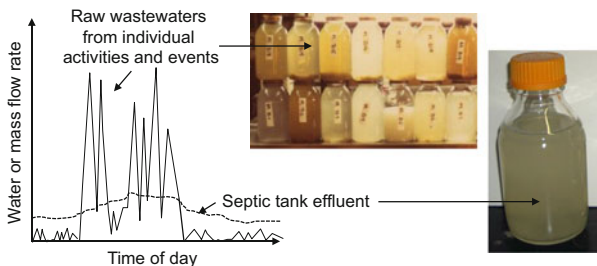 Raw wastewaters
from individual
activities and events
Water or mass flow rate
Septic tank effluent
Time of day